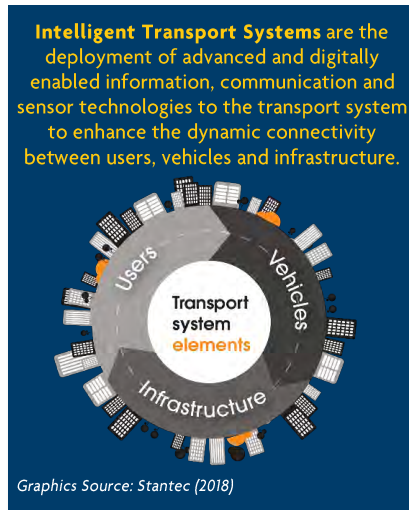 Intelligent Transport Systems are the
deployment of advanced and digitally
enabled information, communication and
sensor technologies to the transport system
to enhance the dynamic connectivity
between users, vehicles and infrastructure.
Users
Vehicles
Transport
system
elements
Infrastructure
Graphics Source: Stantec (2018)